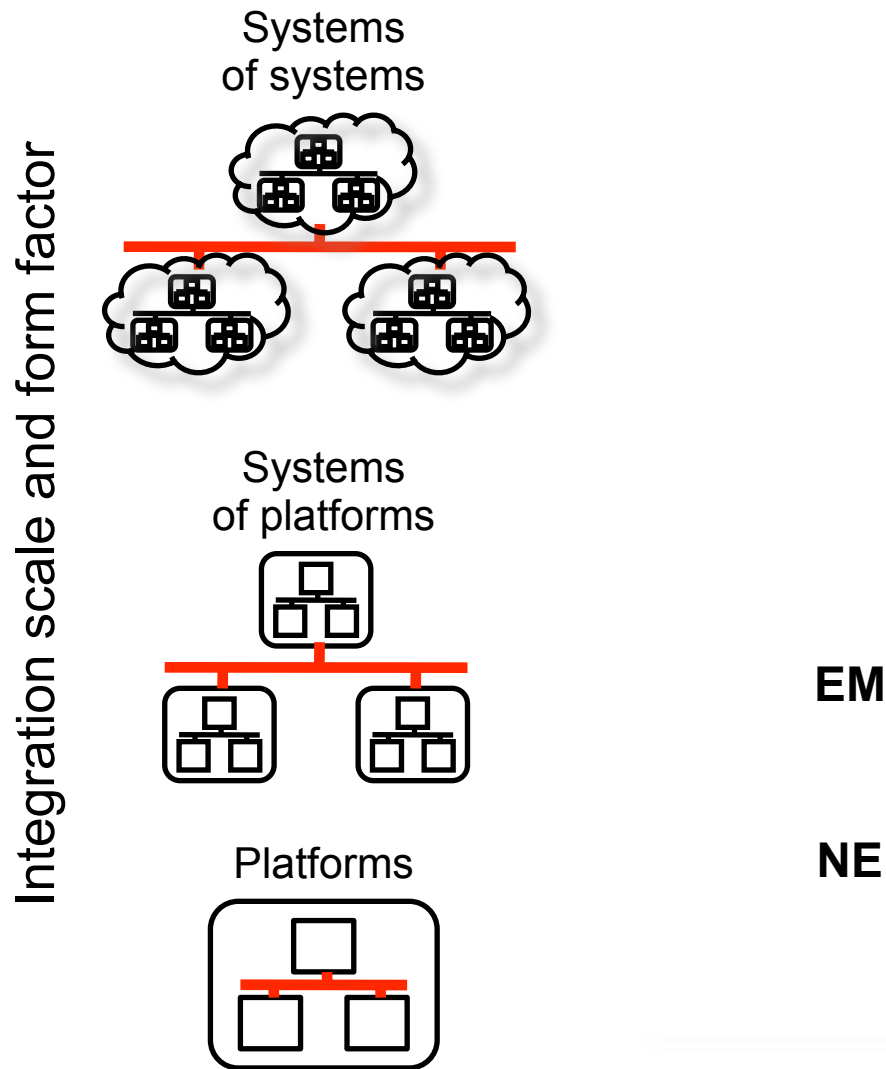 Systems
of systems
Integration scale and form factor
Systems
of platforms
EM
Platforms
NE